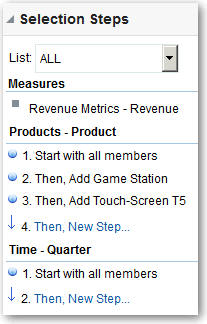 Selection Steps
List: ALL
Measures
Revenue Metrics - Revenue
Products - Product
1. Start with all members
2. Then, Add Game Station
3. Then, Add Touch-Screen T5
4. Then, New Step...
Time - Quarter
1. Start with all members
2. Then, New Step...